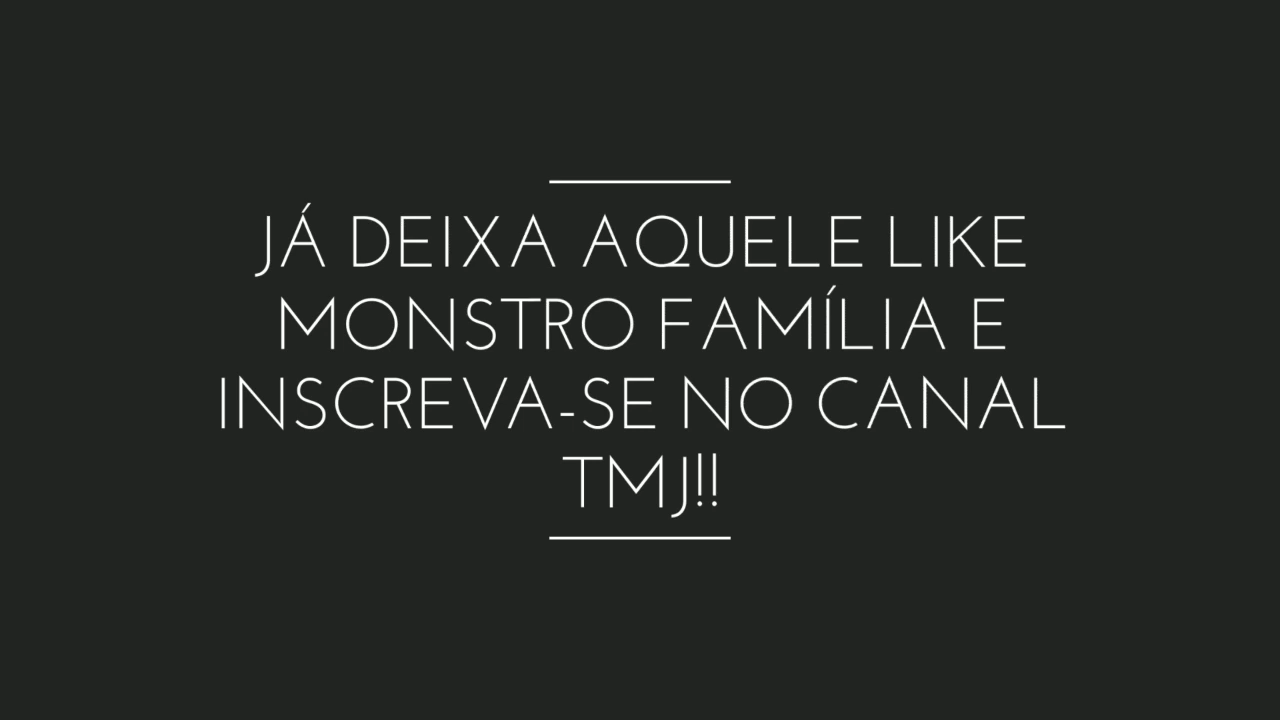 JÁ DEIXA AQUELE LIKE
MONSTRO FAMÍLIA E
INSCREVA-SE NO CANAL
TMJ!!